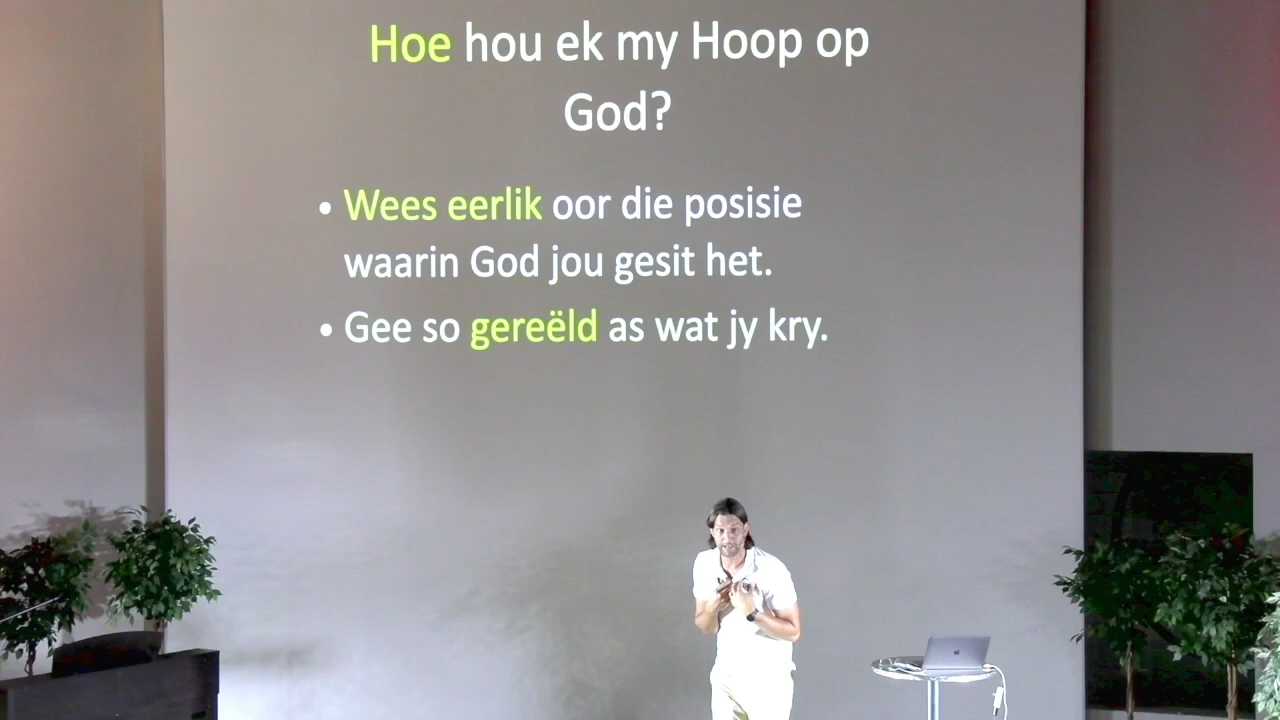 Hoe hou ek my Hoop op
God?
• Wees eerlik oor die posisie
waarin God jou gesit het.
• Gee so gereëld as wat jy kry.